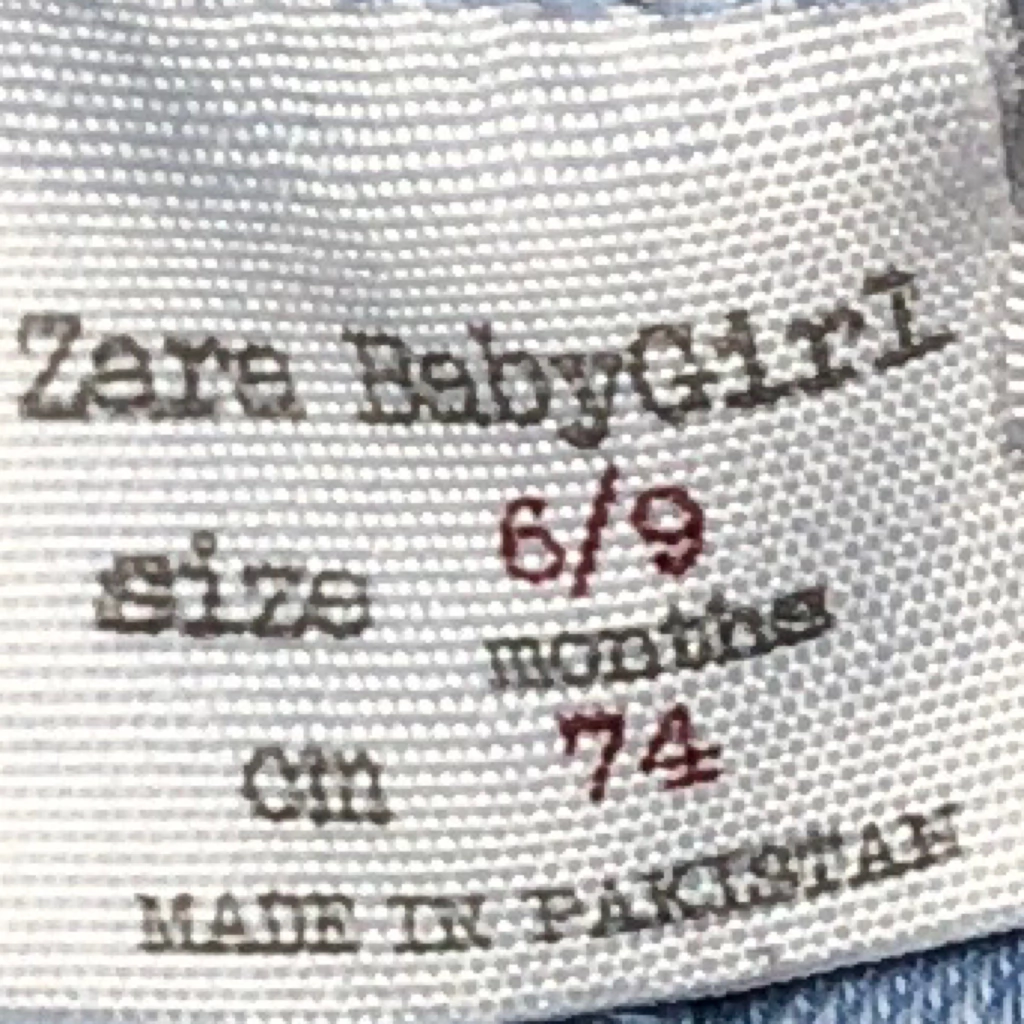 Zara BabyGirl
size 6/9
months
cm 74
MADE IN PAKISTAN